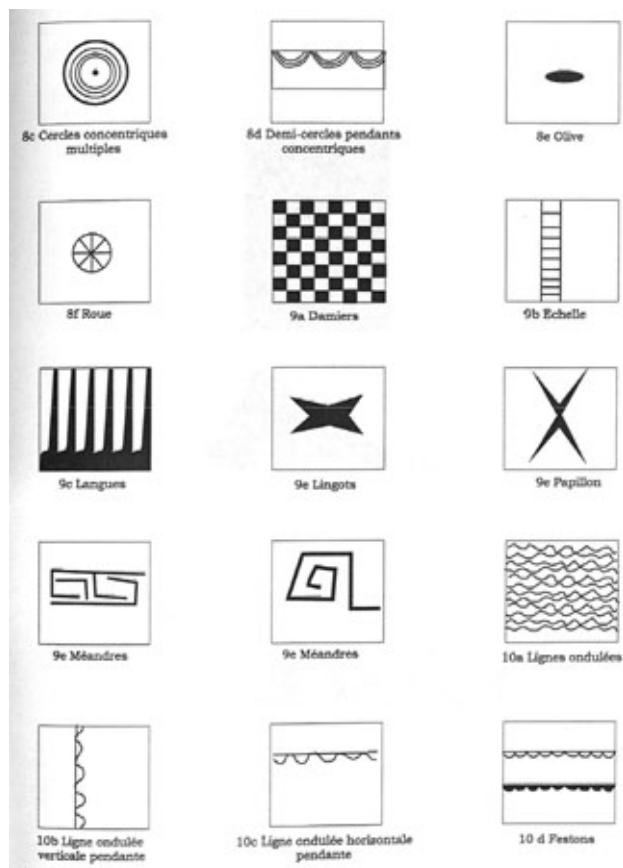 8c Cercles concentriques
multiples
8d Demi-cercles pendants
concentriques
8e Olive
8f Roue
9a Damiers
9b Echelle
9c Langues
9e Lingots
9e Papillon
9e Méandres
9e Méandres
10a Lignes ondulées
10b Ligne ondulée
verticale pendante
10c Ligne ondulée horizontale
pendante
10 d Festons